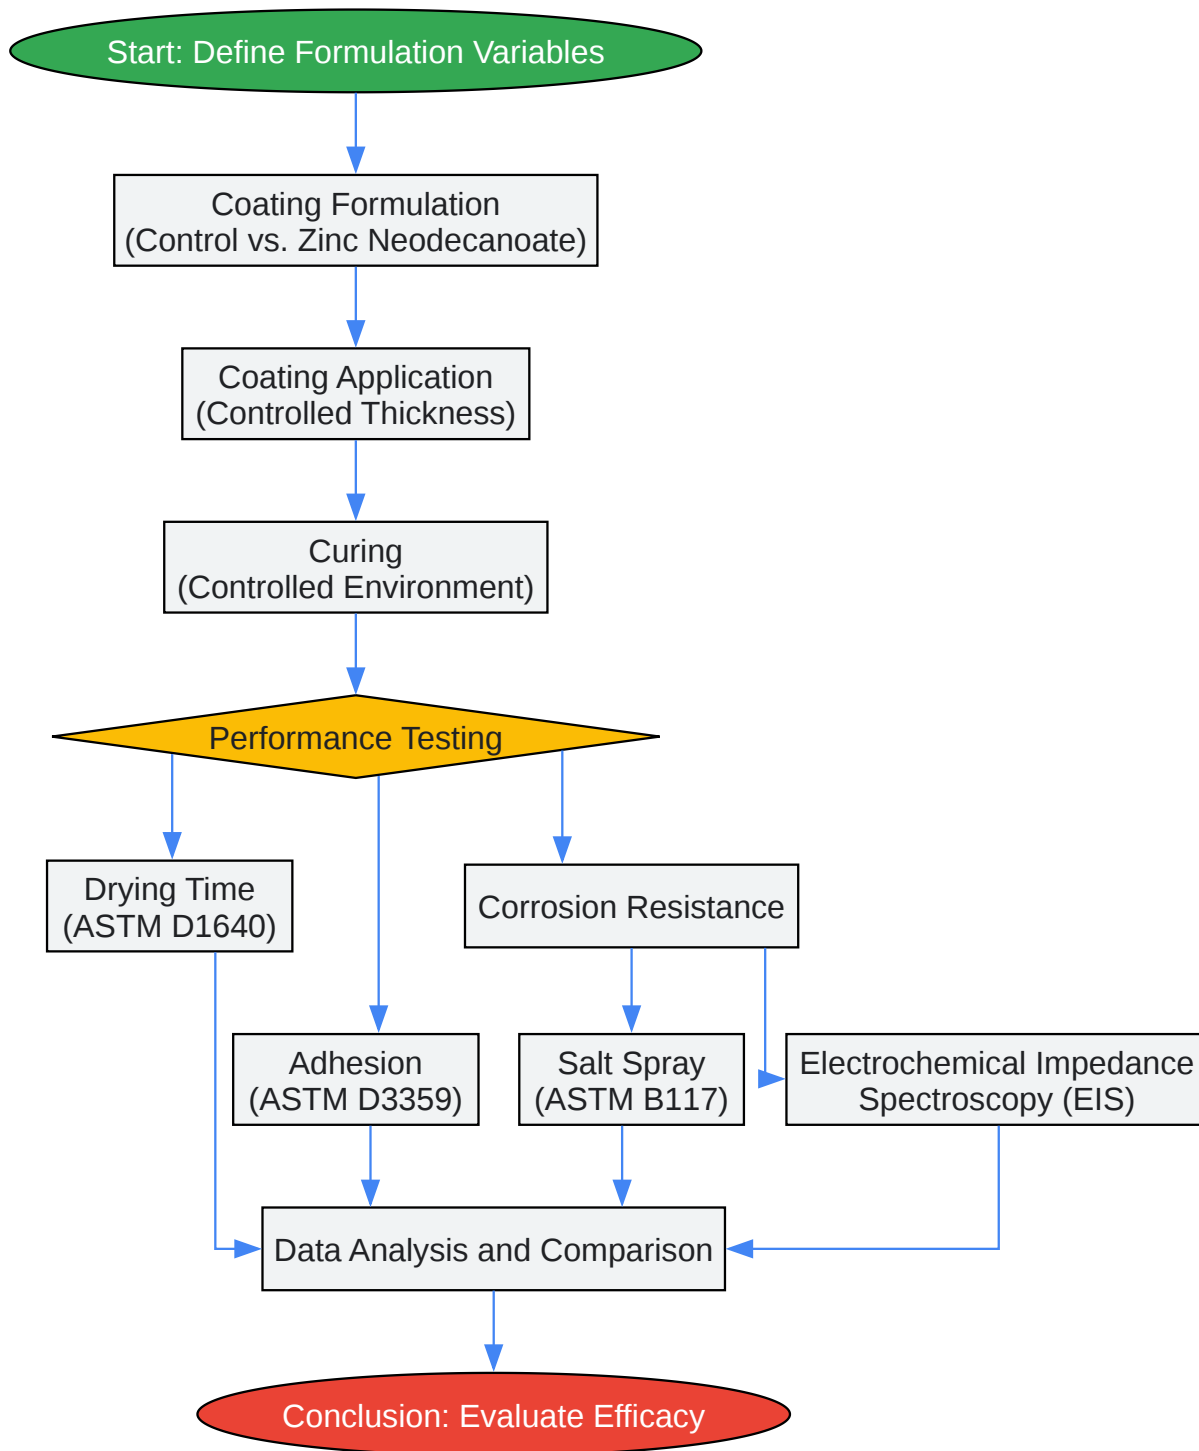 Start: Define Formulation Variables
Coating Formulation
(Control vs. Zinc Neodecanoate)
Coating Application
(Controlled Thickness)
Curing
(Controlled Environment)
Performance Testing
Drying Time
(ASTM D1640)
Corrosion Resistance
Adhesion
(ASTM D3359)
Salt Spray
(ASTM B117)
Electrochemical Impedance
Spectroscopy (EIS)
Data Analysis and Comparison
Conclusion: Evaluate Efficacy